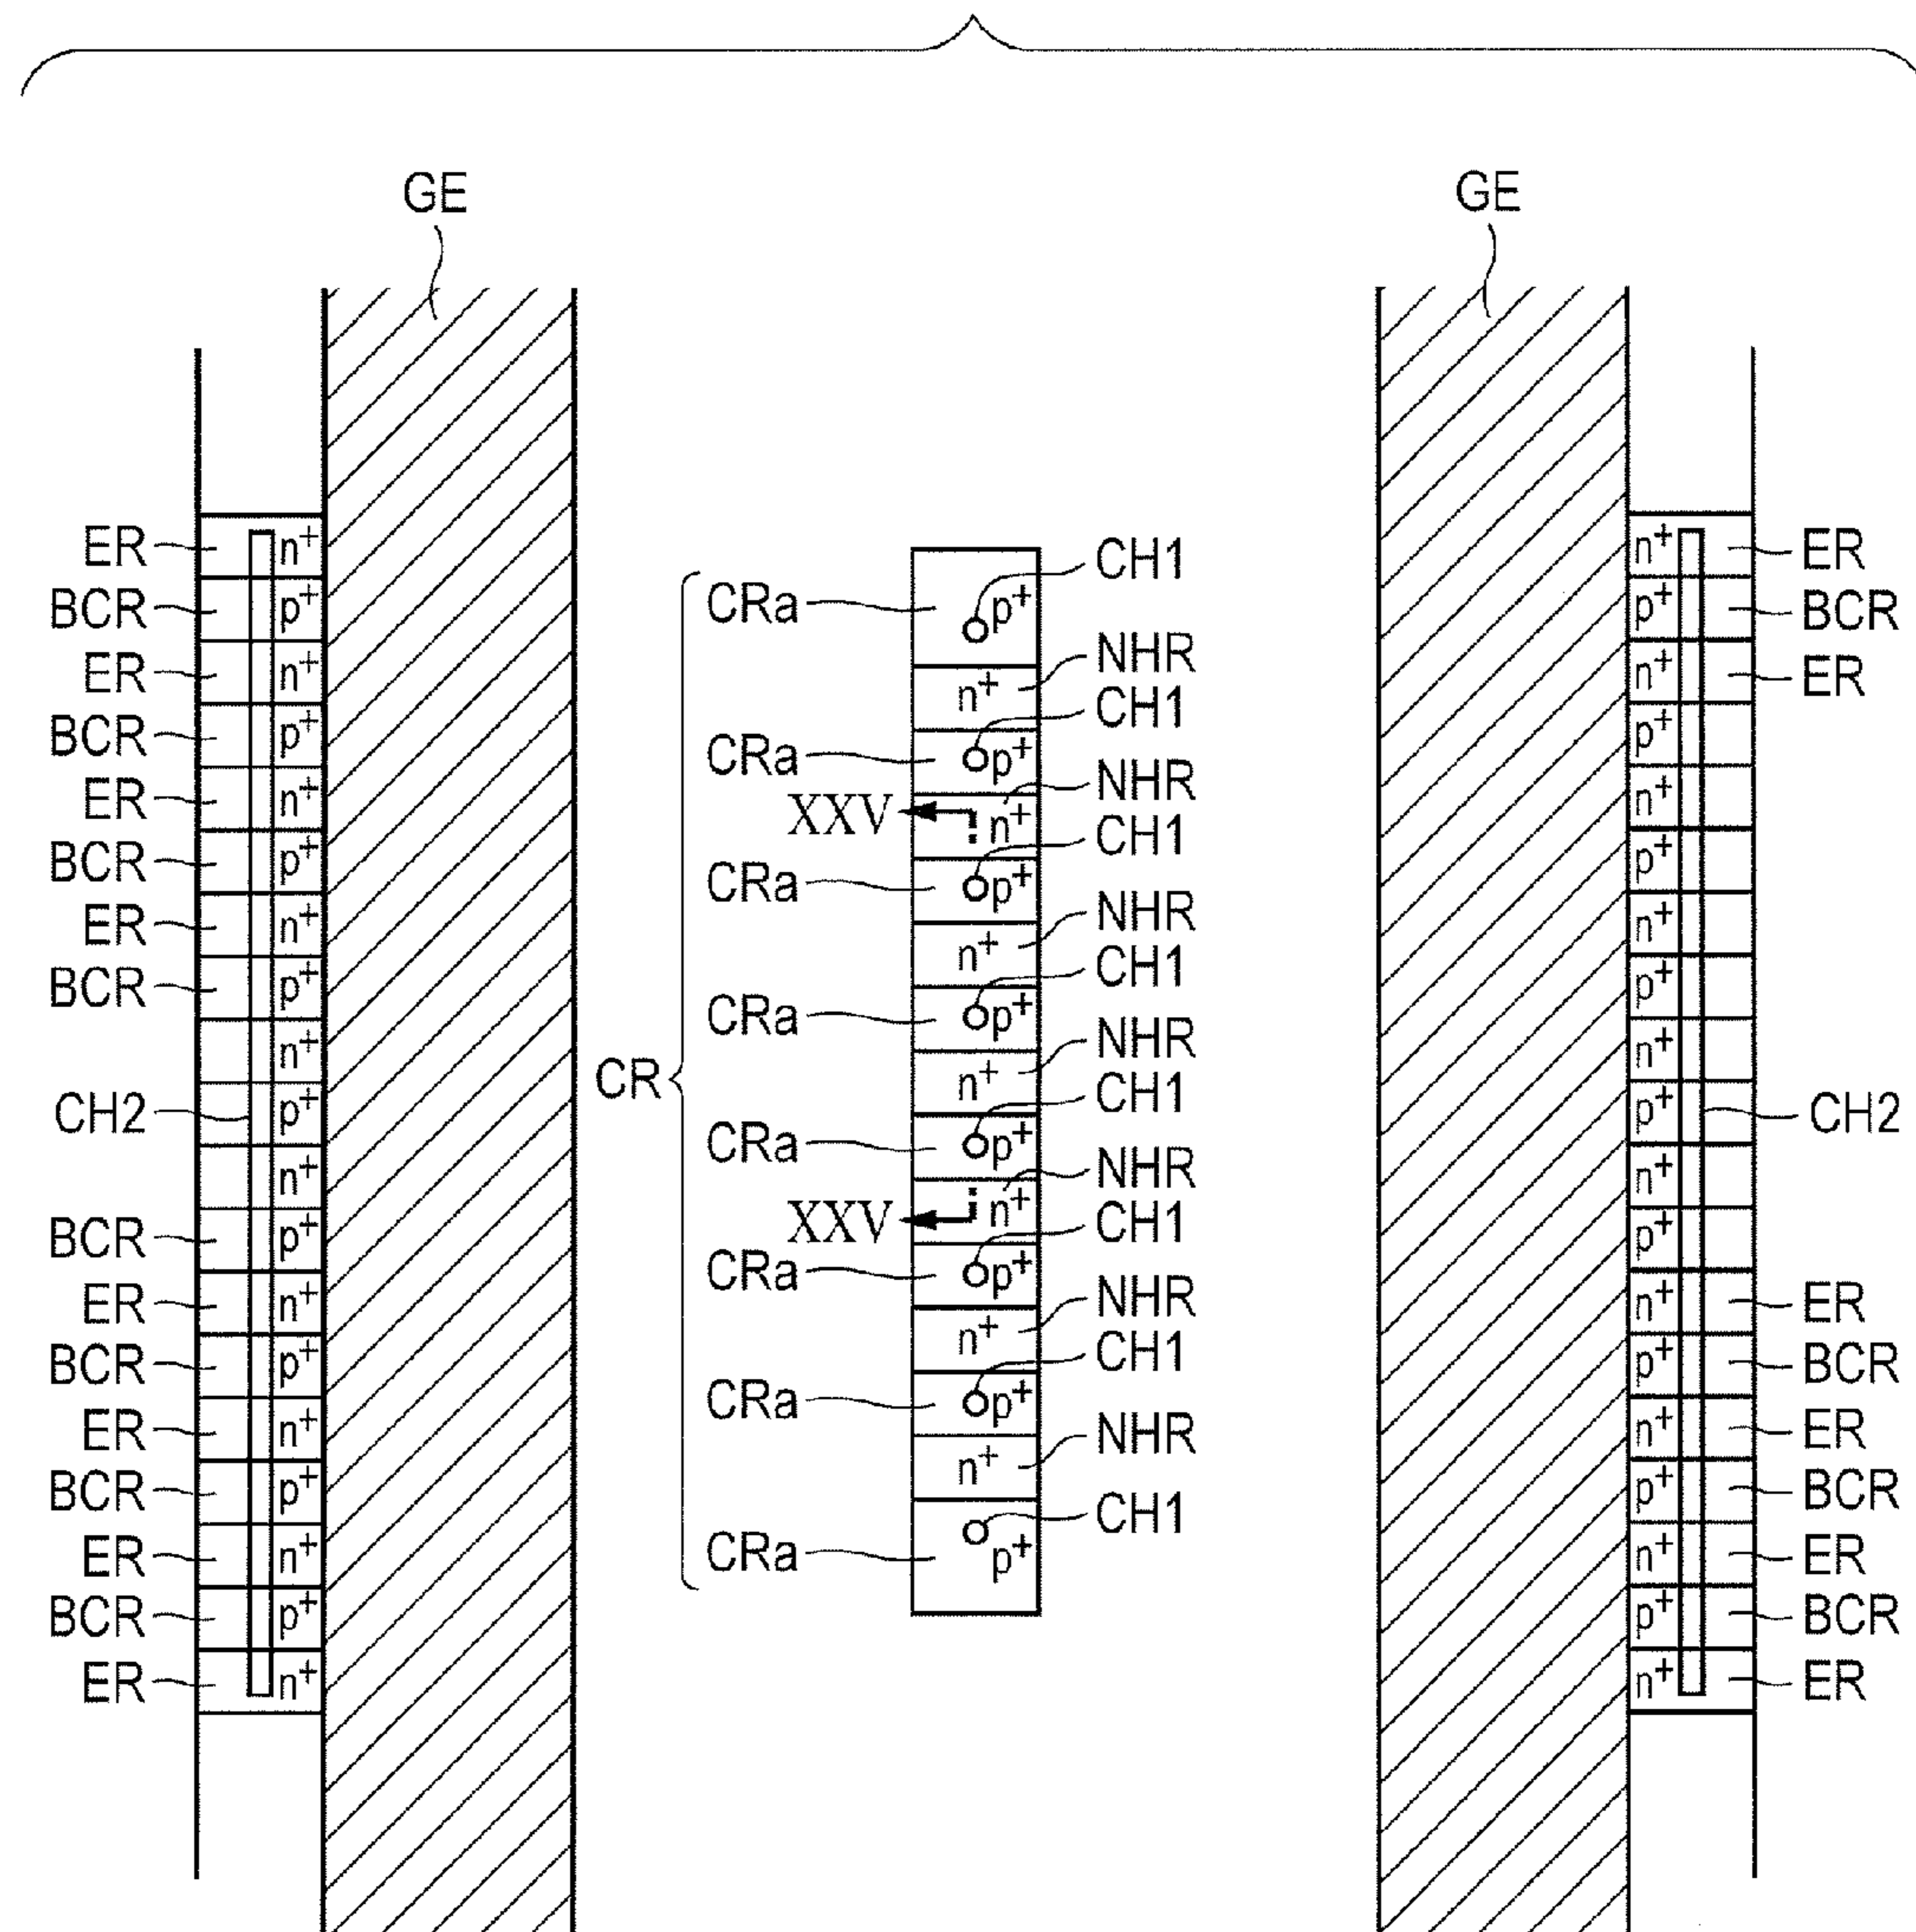 GE GE
ER n+ n+ ER
CH1
BCR p+ CRa p+ p+ BCR
NHR
ER n+ n+ n+ ER
CH1
BCR p+ CRa p+ p+
NHR
ER n+ XXV n+ n+
CH1
BCR p+ CRa p+ p+
NHR
ER n+ n+ n+
CH1
BCR p+ CRa p+ p+
NHR
n+ CR n+ n+
CH1
CH2 p+ CRa p+ p+ CH2
NHR
n+ XXV n+ n+
CH1
BCR p+ CRa p+ p+
NHR
ER n+ n+ n+ ER
CH1
BCR p+ CRa p+ p+ BCR
NHR
ER n+ n+ n+ ER
CH1
BCR p+ p+ BCR
ER n+ CRa p+ n+ ER
BCR p+ p+ BCR
ER n+ n+ ER